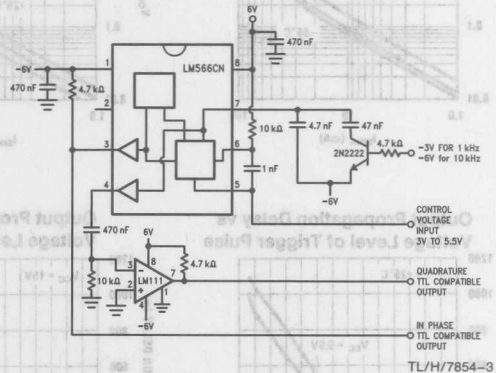 6V
470 nF
LM566CN
-6V
1
8
470 nF
4.7 kΩ
2
7
10 kΩ
4.7 nF
47 nF
4.7 kΩ
-3V FOR 1 kHz
-6V for 10 kHz
2N2222
3
6
1 nF
-6V
4
5
CONTROL
VOLTAGE
INPUT
3V TO 5.5V
470 nF
6V
8
4.7 kΩ
10 kΩ
3
-
LM111
7
2
+
4
1
-6V
QUADRATURE
TTL COMPATIBLE
OUTPUT
IN PHASE
TTL COMPATIBLE
OUTPUT
TL/H/7854-3